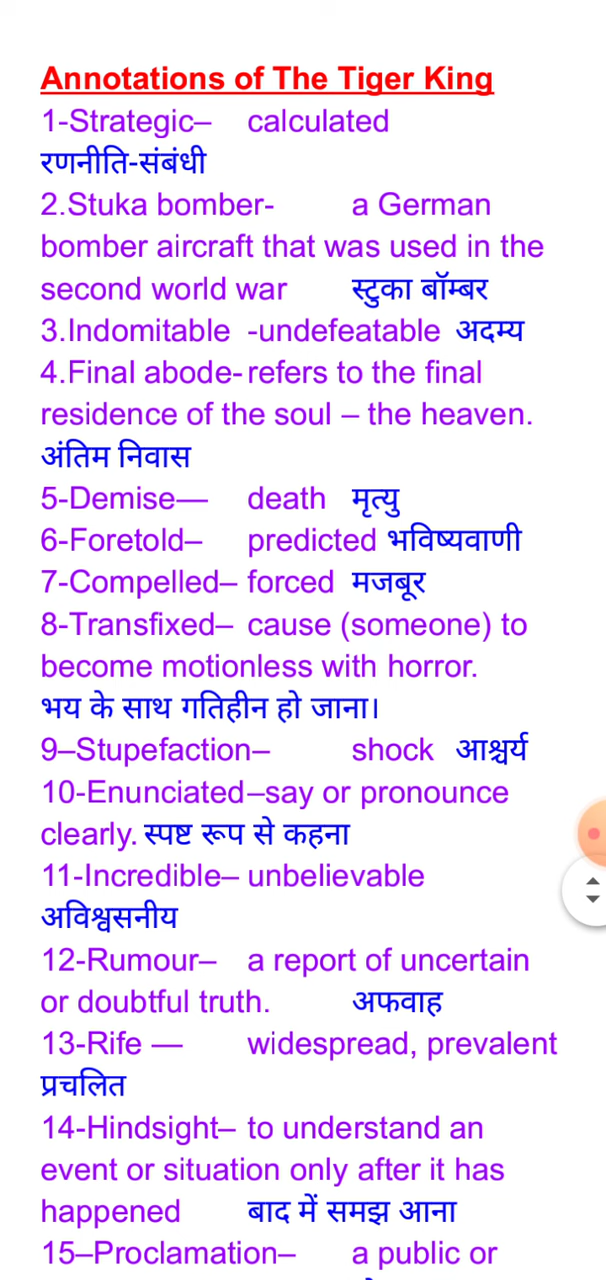 Annotations of The Tiger King
1-Strategic– calculated
रणनीति-संबंधी
2.Stuka bomber- a German
bomber aircraft that was used in the
second world war स्टुका बॉम्बर
3.Indomitable -undefeatable अदम्य
4.Final abode- refers to the final
residence of the soul – the heaven.
अंतिम निवास
5-Demise— death मृत्यु
6-Foretold– predicted भविष्यवाणी
7-Compelled– forced मजबूर
8-Transfixed– cause (someone) to
become motionless with horror.
भय के साथ गतिहीन हो जाना।
9–Stupefaction– shock आश्चर्य
10-Enunciated–say or pronounce
clearly. स्पष्ट रूप से कहना
11-Incredible– unbelievable
अविश्वसनीय
12-Rumour– a report of uncertain
or doubtful truth. अफवाह
13-Rife — widespread, prevalent
प्रचलित
14-Hindsight– to understand an
event or situation only after it has
happened बाद में समझ आना
15–Proclamation– a public or